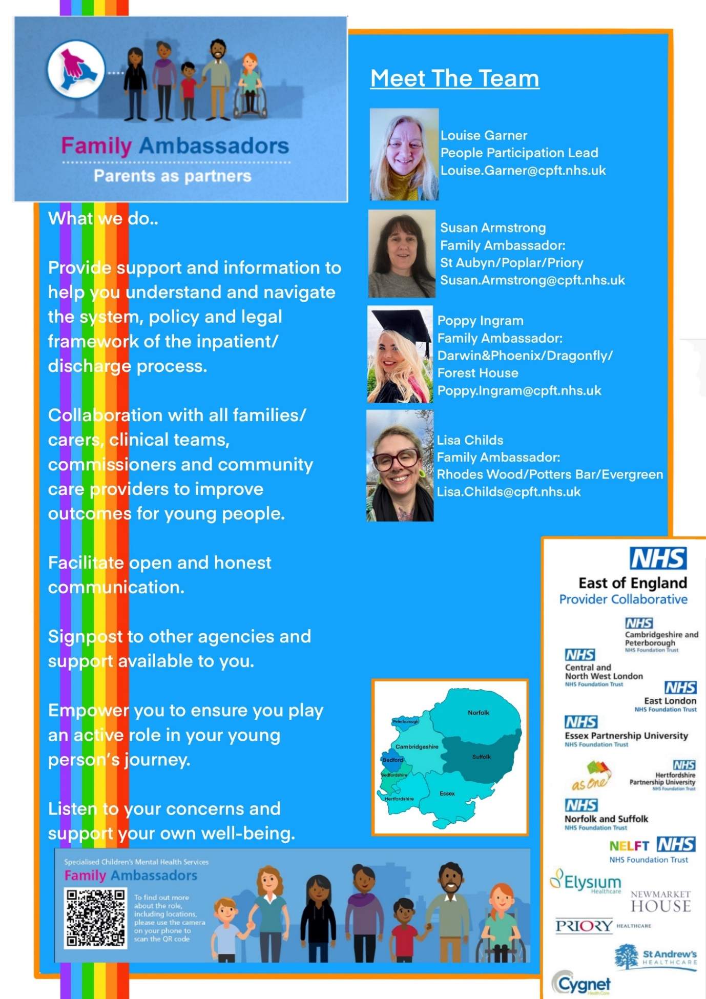 Family Ambassadors
Parents as partners
What we do..
Provide support and information to
help you understand and navigate
the system, policy and legal
framework of the inpatient/
discharge process.
Collaboration with all families/
carers, clinical teams,
commissioners and community
care providers to improve
outcomes for young people.
Facilitate open and honest
communication.
Signpost to other agencies and
support available to you.
Empower you to ensure you play
an active role in your young
person's journey.
Listen to your concerns and
support your own well-being.
Specialised Children's Mental Health Services
Family Ambassadors
To find out more
about the role,
including locations,
please use the camera
on your phone to
scan the QR code
Meet The Team
Louise Garner
People Participation Lead
Louise.Garner@cpft.nhs.uk
Susan Armstrong
Family Ambassador:
St Aubyn/Poplar/Priory
Susan.Armstrong@cpft.nhs.uk
Poppy Ingram
Family Ambassador:
Darwin&Phoenix/Dragonfly/
Forest House
Poppy.Ingram@cpft.nhs.uk
Lisa Childs
Family Ambassador:
Rhodes Wood/Potters Bar/Evergreen
Lisa.Childs@cpft.nhs.uk
Norfolk
Peterborough
Cambridgeshire
Suffolk
Bedford
Bedfordshire
Essex
Hertfordshire
NHS
East of England
Provider Collaborative
NHS
Cambridgeshire and
Peterborough
NHS Foundation Trust
NHS
Central and
North West London
NHS Foundation Trust
NHS
East London
NHS Foundation Trust
NHS
Essex Partnership University
NHS Foundation Trust
as one
NHS
Hertfordshire
Partnership University
NHS Foundation Trust
NHS
Norfolk and Suffolk
NHS Foundation Trust
NELFT NHS
NHS Foundation Trust
Elysium
Healthcare
NEWMARKET
HOUSE
PRIORY HEALTHCARE
St Andrew's
HEALTHCARE
Cygnet
Health Care